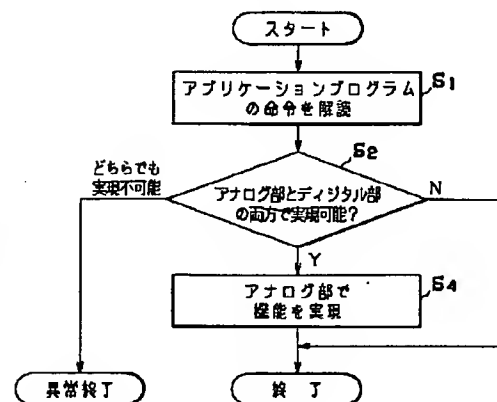 スタート
アプリケーションプログラム
の命令を解読
S1
S2
どちらでも
実現不可能
アナログ部とディジタル部
の両方で実現可能?
N
Y
アナログ部で
機能を実現
S4
異常終了
終 了